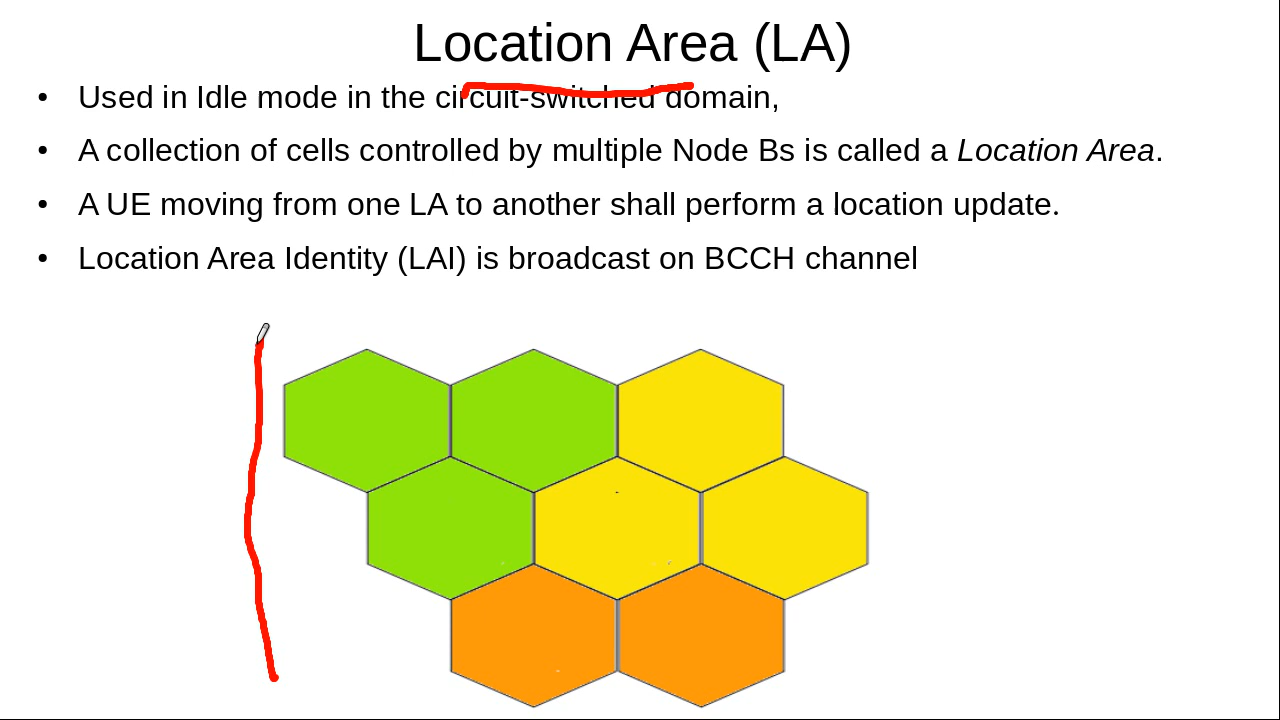 Location Area (LA)
• Used in Idle mode in the circuit-switched domain,
• A collection of cells controlled by multiple Node Bs is called a Location Area.
• A UE moving from one LA to another shall perform a location update.
• Location Area Identity (LAI) is broadcast on BCCH channel